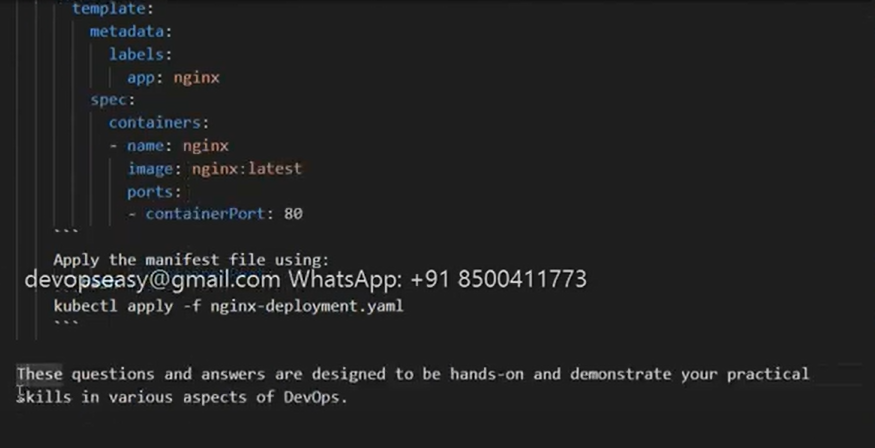 template:
metadata:
labels:
app: nginx
spec:
containers:
- name: nginx
image: nginx:latest
ports:
- containerPort: 80
```
Apply the manifest file using:
devopseasy@gmail.com WhatsApp: +91 8500411773
kubectl apply -f nginx-deployment.yaml
```
These questions and answers are designed to be hands-on and demonstrate your practical
skills in various aspects of DevOps.